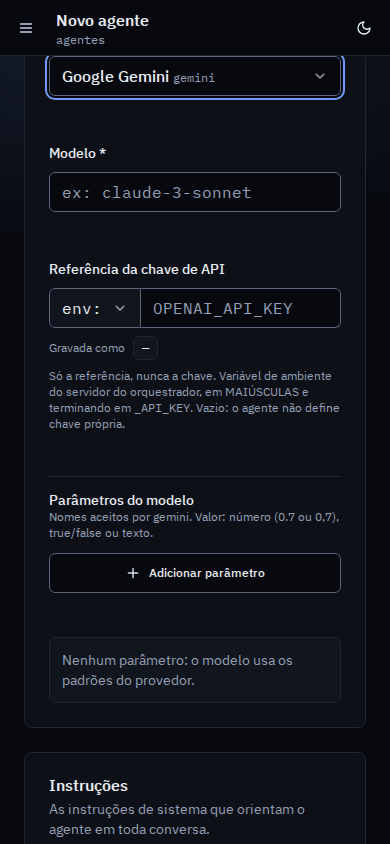 Novo agente
agentes
Google Gemini gemini
Modelo *
ex: claude-3-sonnet
Referência da chave de API
env: OPENAI_API_KEY
Gravada como —
Só a referência, nunca a chave. Variável de ambiente
do servidor do orquestrador, em MAIÚSCULAS e
terminando em _API_KEY. Vazio: o agente não define
chave própria.
Parâmetros do modelo
Nomes aceitos por gemini. Valor: número (0.7 ou 0,7),
true/false ou texto.
+ Adicionar parâmetro
Nenhum parâmetro: o modelo usa os
padrões do provedor.
Instruções
As instruções de sistema que orientam o
agente em toda conversa.